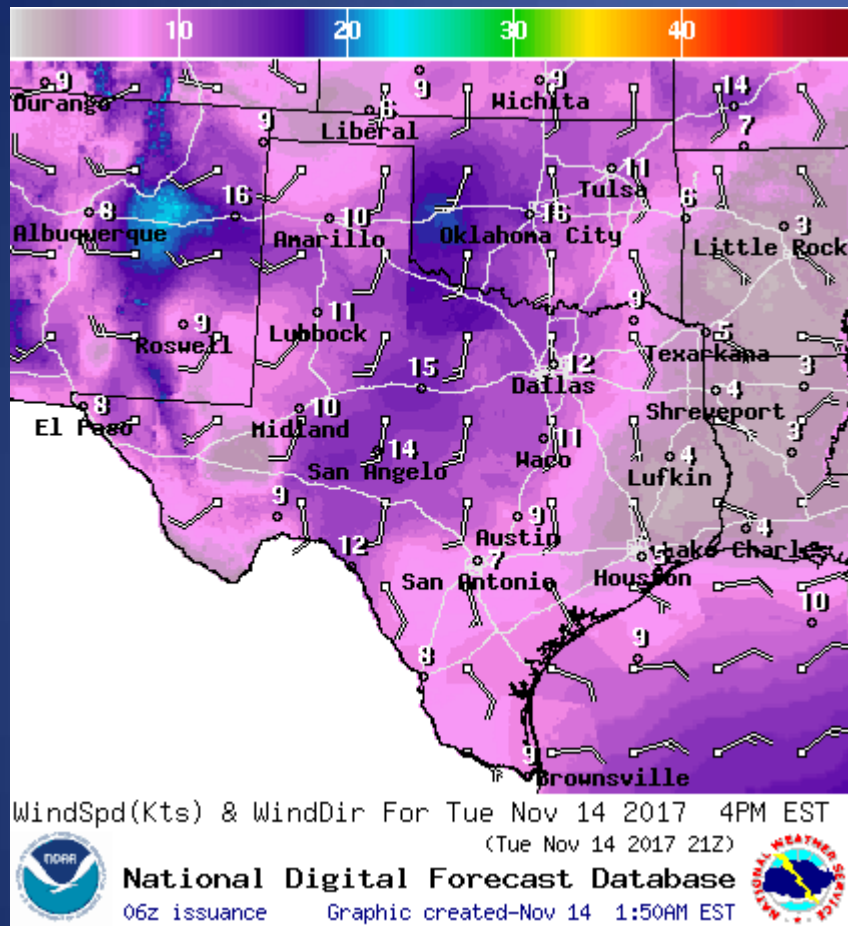 10 20 30 40
9 9 9 14
Durango Wichita
6
Liberal
9 7
11
Tulsa
8 16 10 16 6 3
Albuquerque Amarillo Oklahoma City Little Rock
9 11 9
Roswell Lubbock 5
Texarkana
15 12
Dallas 4 3
8 10 Shreveport
El Paso Midland 11
14 Waco 4 3
San Angelo Lufkin
9 9 4
Austin
12 7 5 Lake Charles
San Antonio Houston
10
9
8
9
Brownsville
WindSpd(Kts) & WindDir For Tue Nov 14 2017 4PM EST
(Tue Nov 14 2017 21Z)
NOAA
National Digital Forecast Database
06z issuance Graphic created-Nov 14 1:50AM EST
NATIONAL WEATHER SERVICE